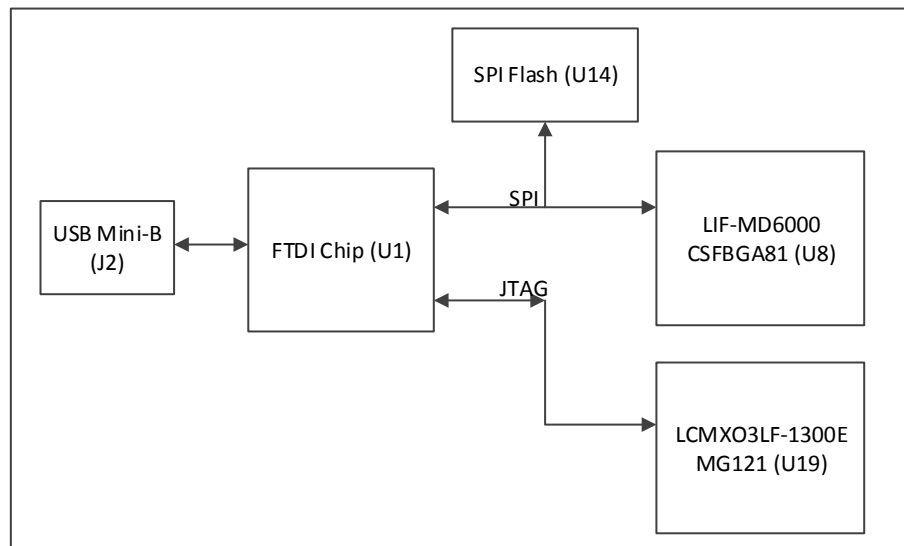 SPI Flash (U14)
SPI
USB Mini-B
(J2)
FTDI Chip (U1)
LIF-MD6000
CSFBGA81 (U8)
JTAG
LCMXO3LF-1300E
MG121 (U19)